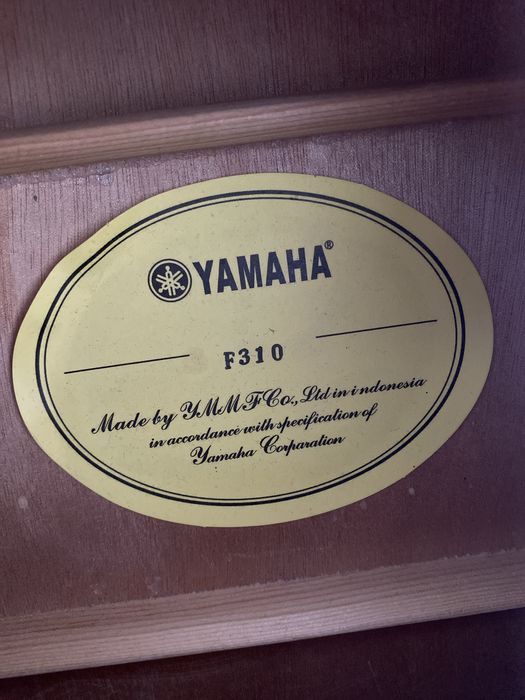 YAMAHA®
F310
Made by YMMFCo., Ltd in i ndonesia
in accordance with specification of
Yamaha Corparation